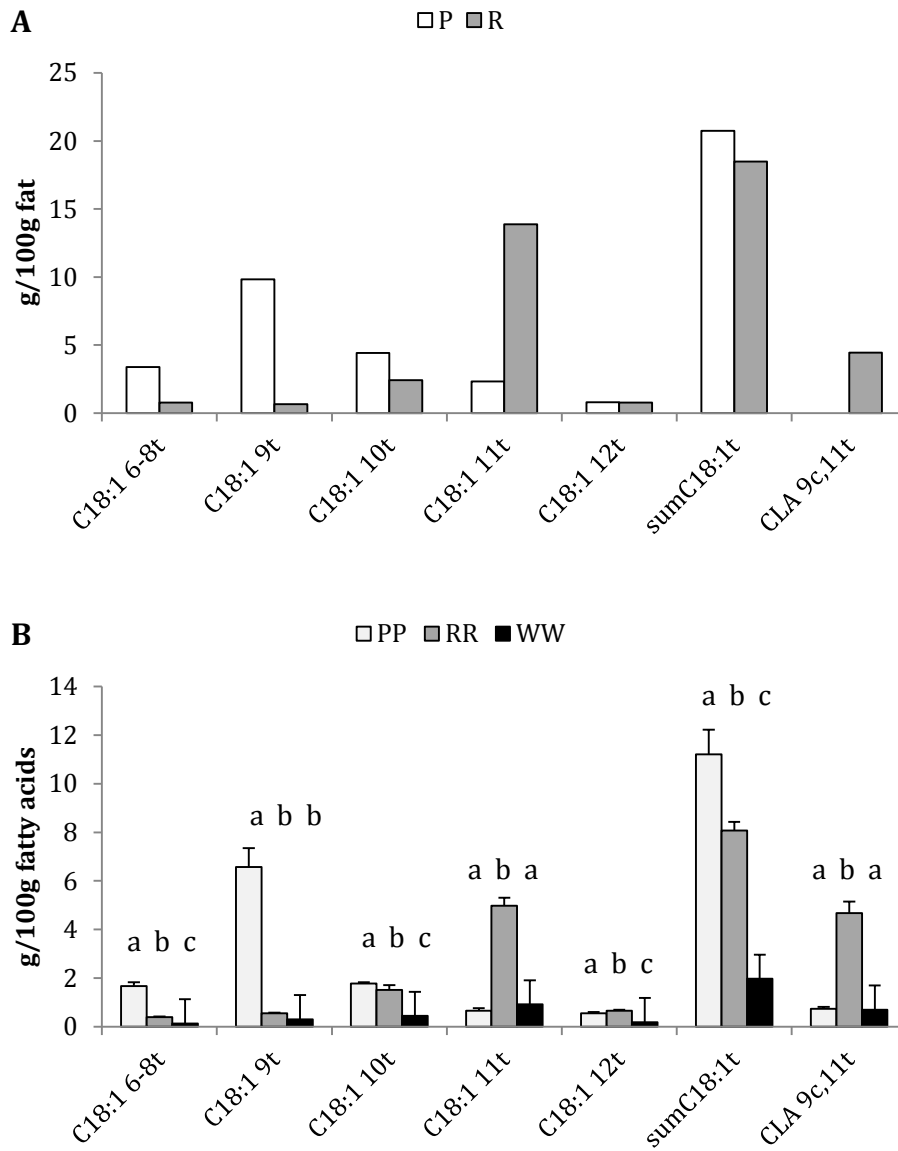 A
P R
g/100g fat
25
20
15
10
5
0
C18:1 6-8t
C18:1 9t
C18:1 10t
C18:1 11t
C18:1 12t
sumC18:1t
CLA 9c,11t
B
PP RR WW
g/100g fatty acids
14
12
10
8
6
4
2
0
a b c
a b b
a b c
a b a
a b c
a b c
a b a
C18:1 6-8t
C18:1 9t
C18:1 10t
C18:1 11t
C18:1 12t
sumC18:1t
CLA 9c,11t